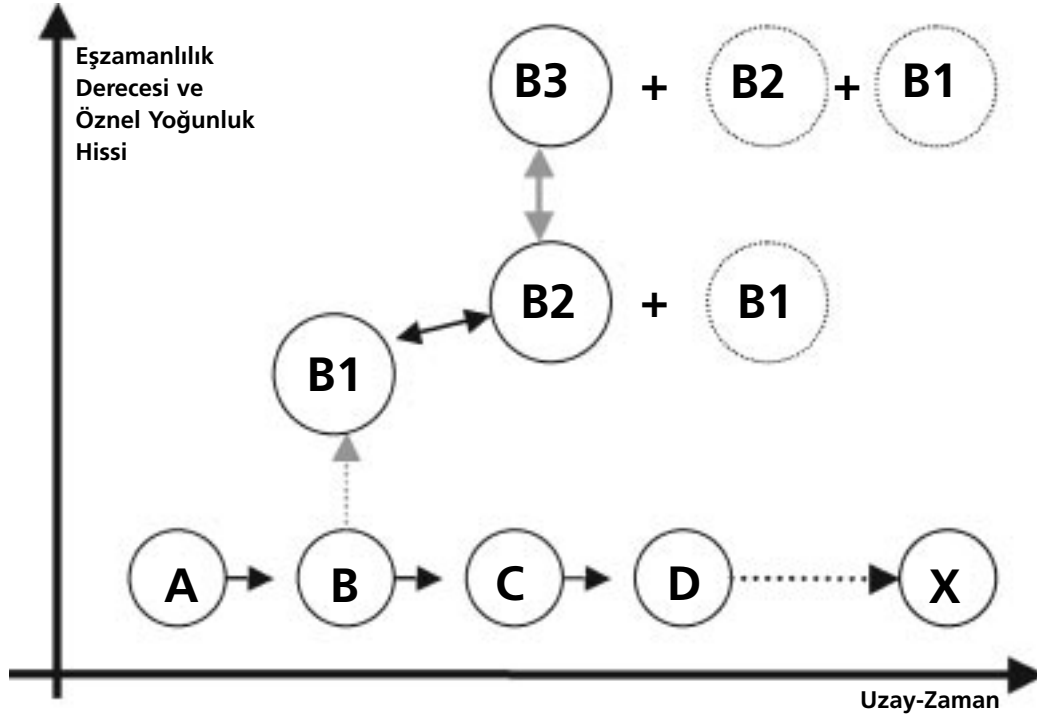 Eşzamanlılık
Derecesi ve
Öznel Yoğunluk
Hissi
B3 + B2 + B1
B2 + B1
B1
A B C D X
Uzay-Zaman